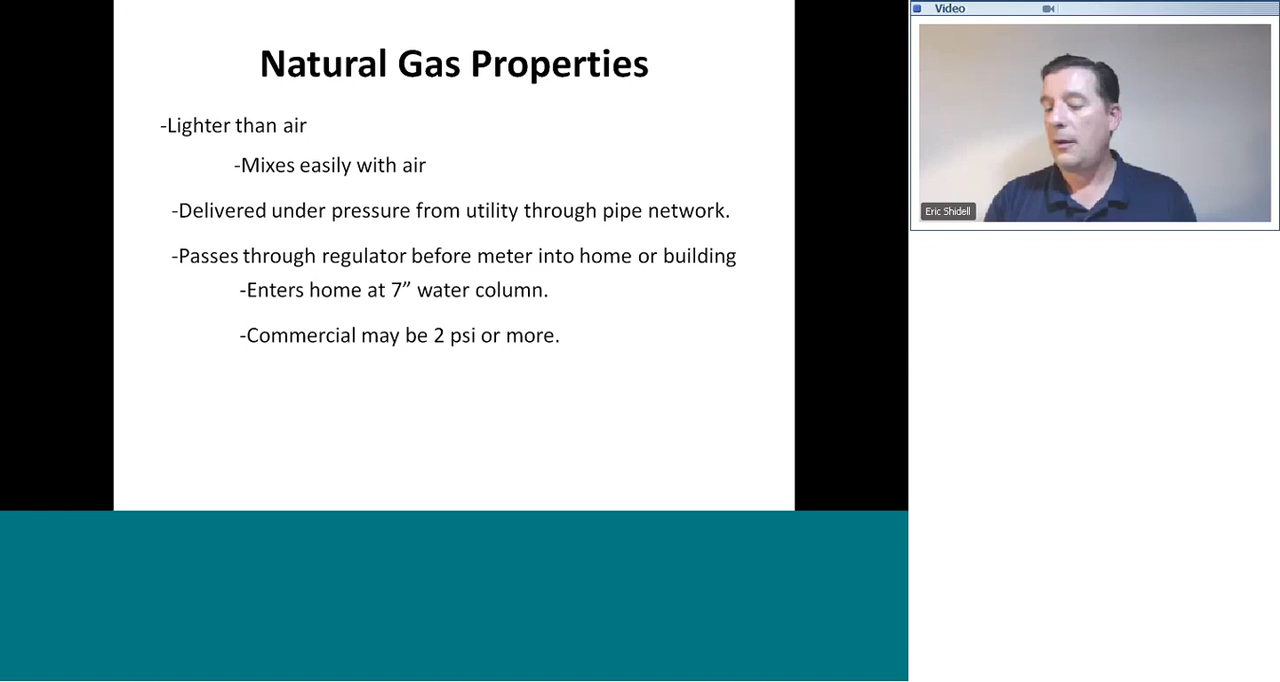 Natural Gas Properties
-Lighter than air
-Mixes easily with air
-Delivered under pressure from utility through pipe network.
-Passes through regulator before meter into home or building
-Enters home at 7” water column.
-Commercial may be 2 psi or more.
Video
Eric Shidell